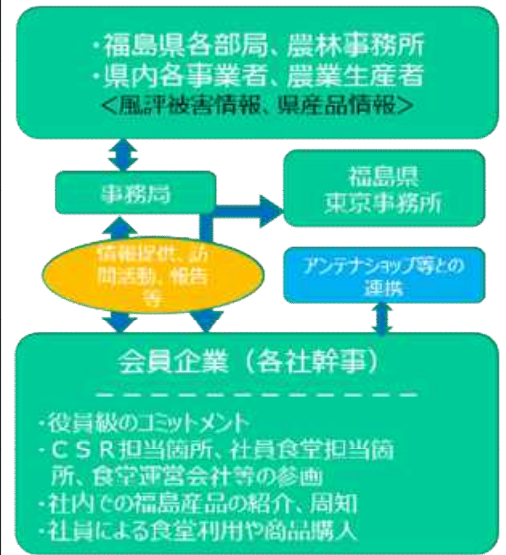 ・福島県各部局、農林事務所
・県内各事業者、農業生産者
＜風評被害情報、県産品情報＞
事務局
福島県
東京事務所
情報提供、訪
問活動、報告
等
アンテナショップ等との
連携
会員企業（各社幹事）
－－－－－－－－－－－－
・役員級のコミットメント
・ＣＳＲ担当箇所、社員食堂担当箇
所、食堂運営会社等の参画
・社内での福島産品の紹介、周知
・社員による食堂利用や商品購入